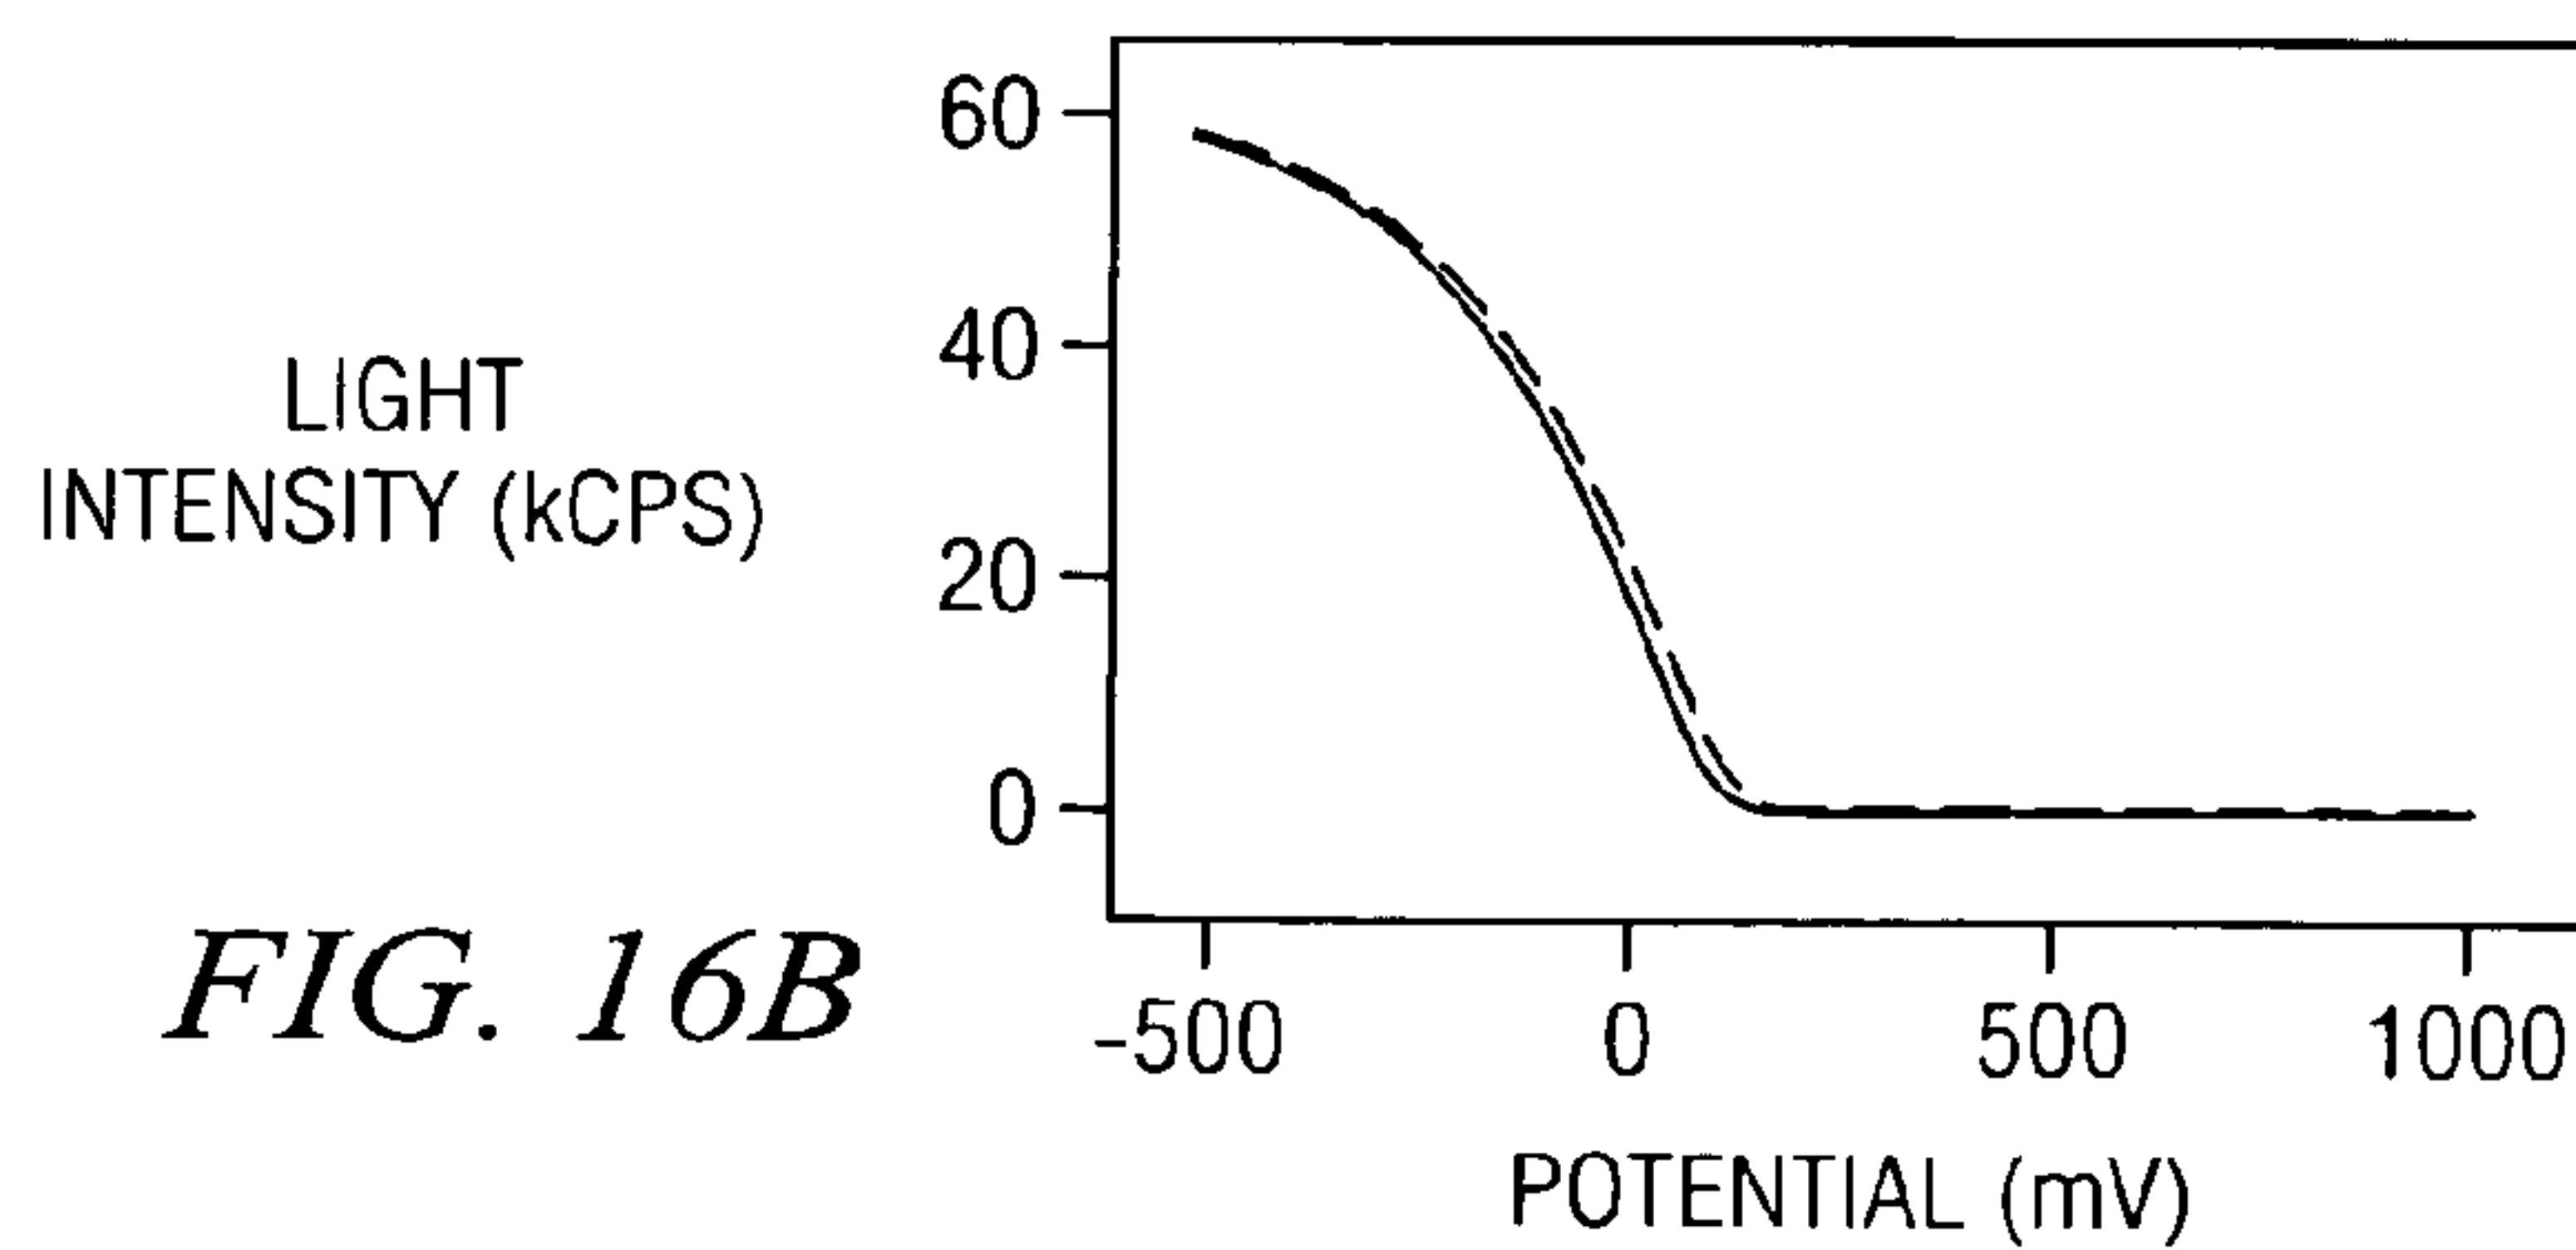 60
40
20
0
LIGHT
INTENSITY (kCPS)
FIG. 16B
-500 0 500 1000
POTENTIAL (mV)